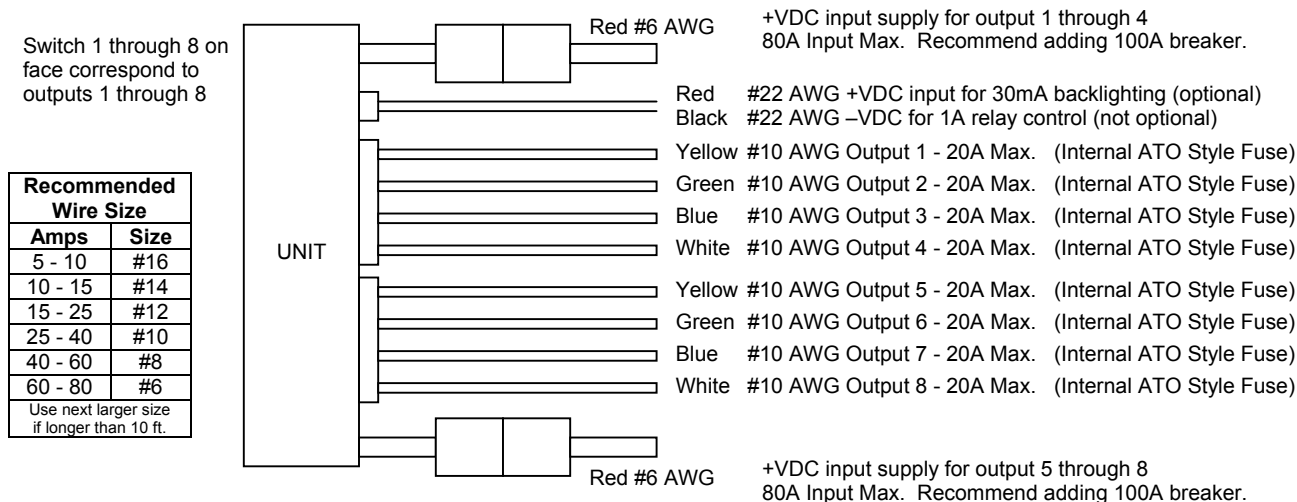 Switch 1 through 8 on
face correspond to
outputs 1 through 8
Recommended
Wire Size
Amps Size
5 - 10 #16
10 - 15 #14
15 - 25 #12
25 - 40 #10
40 - 60 #8
60 - 80 #6
Use next larger size
if longer than 10 ft.
UNIT
Red #6 AWG
+VDC input supply for output 1 through 4
80A Input Max. Recommend adding 100A breaker.
Red #22 AWG +VDC input for 30mA backlighting (optional)
Black #22 AWG –VDC for 1A relay control (not optional)
Yellow #10 AWG Output 1 - 20A Max. (Internal ATO Style Fuse)
Green #10 AWG Output 2 - 20A Max. (Internal ATO Style Fuse)
Blue #10 AWG Output 3 - 20A Max. (Internal ATO Style Fuse)
White #10 AWG Output 4 - 20A Max. (Internal ATO Style Fuse)
Yellow #10 AWG Output 5 - 20A Max. (Internal ATO Style Fuse)
Green #10 AWG Output 6 - 20A Max. (Internal ATO Style Fuse)
Blue #10 AWG Output 7 - 20A Max. (Internal ATO Style Fuse)
White #10 AWG Output 8 - 20A Max. (Internal ATO Style Fuse)
Red #6 AWG
+VDC input supply for output 5 through 8
80A Input Max. Recommend adding 100A breaker.